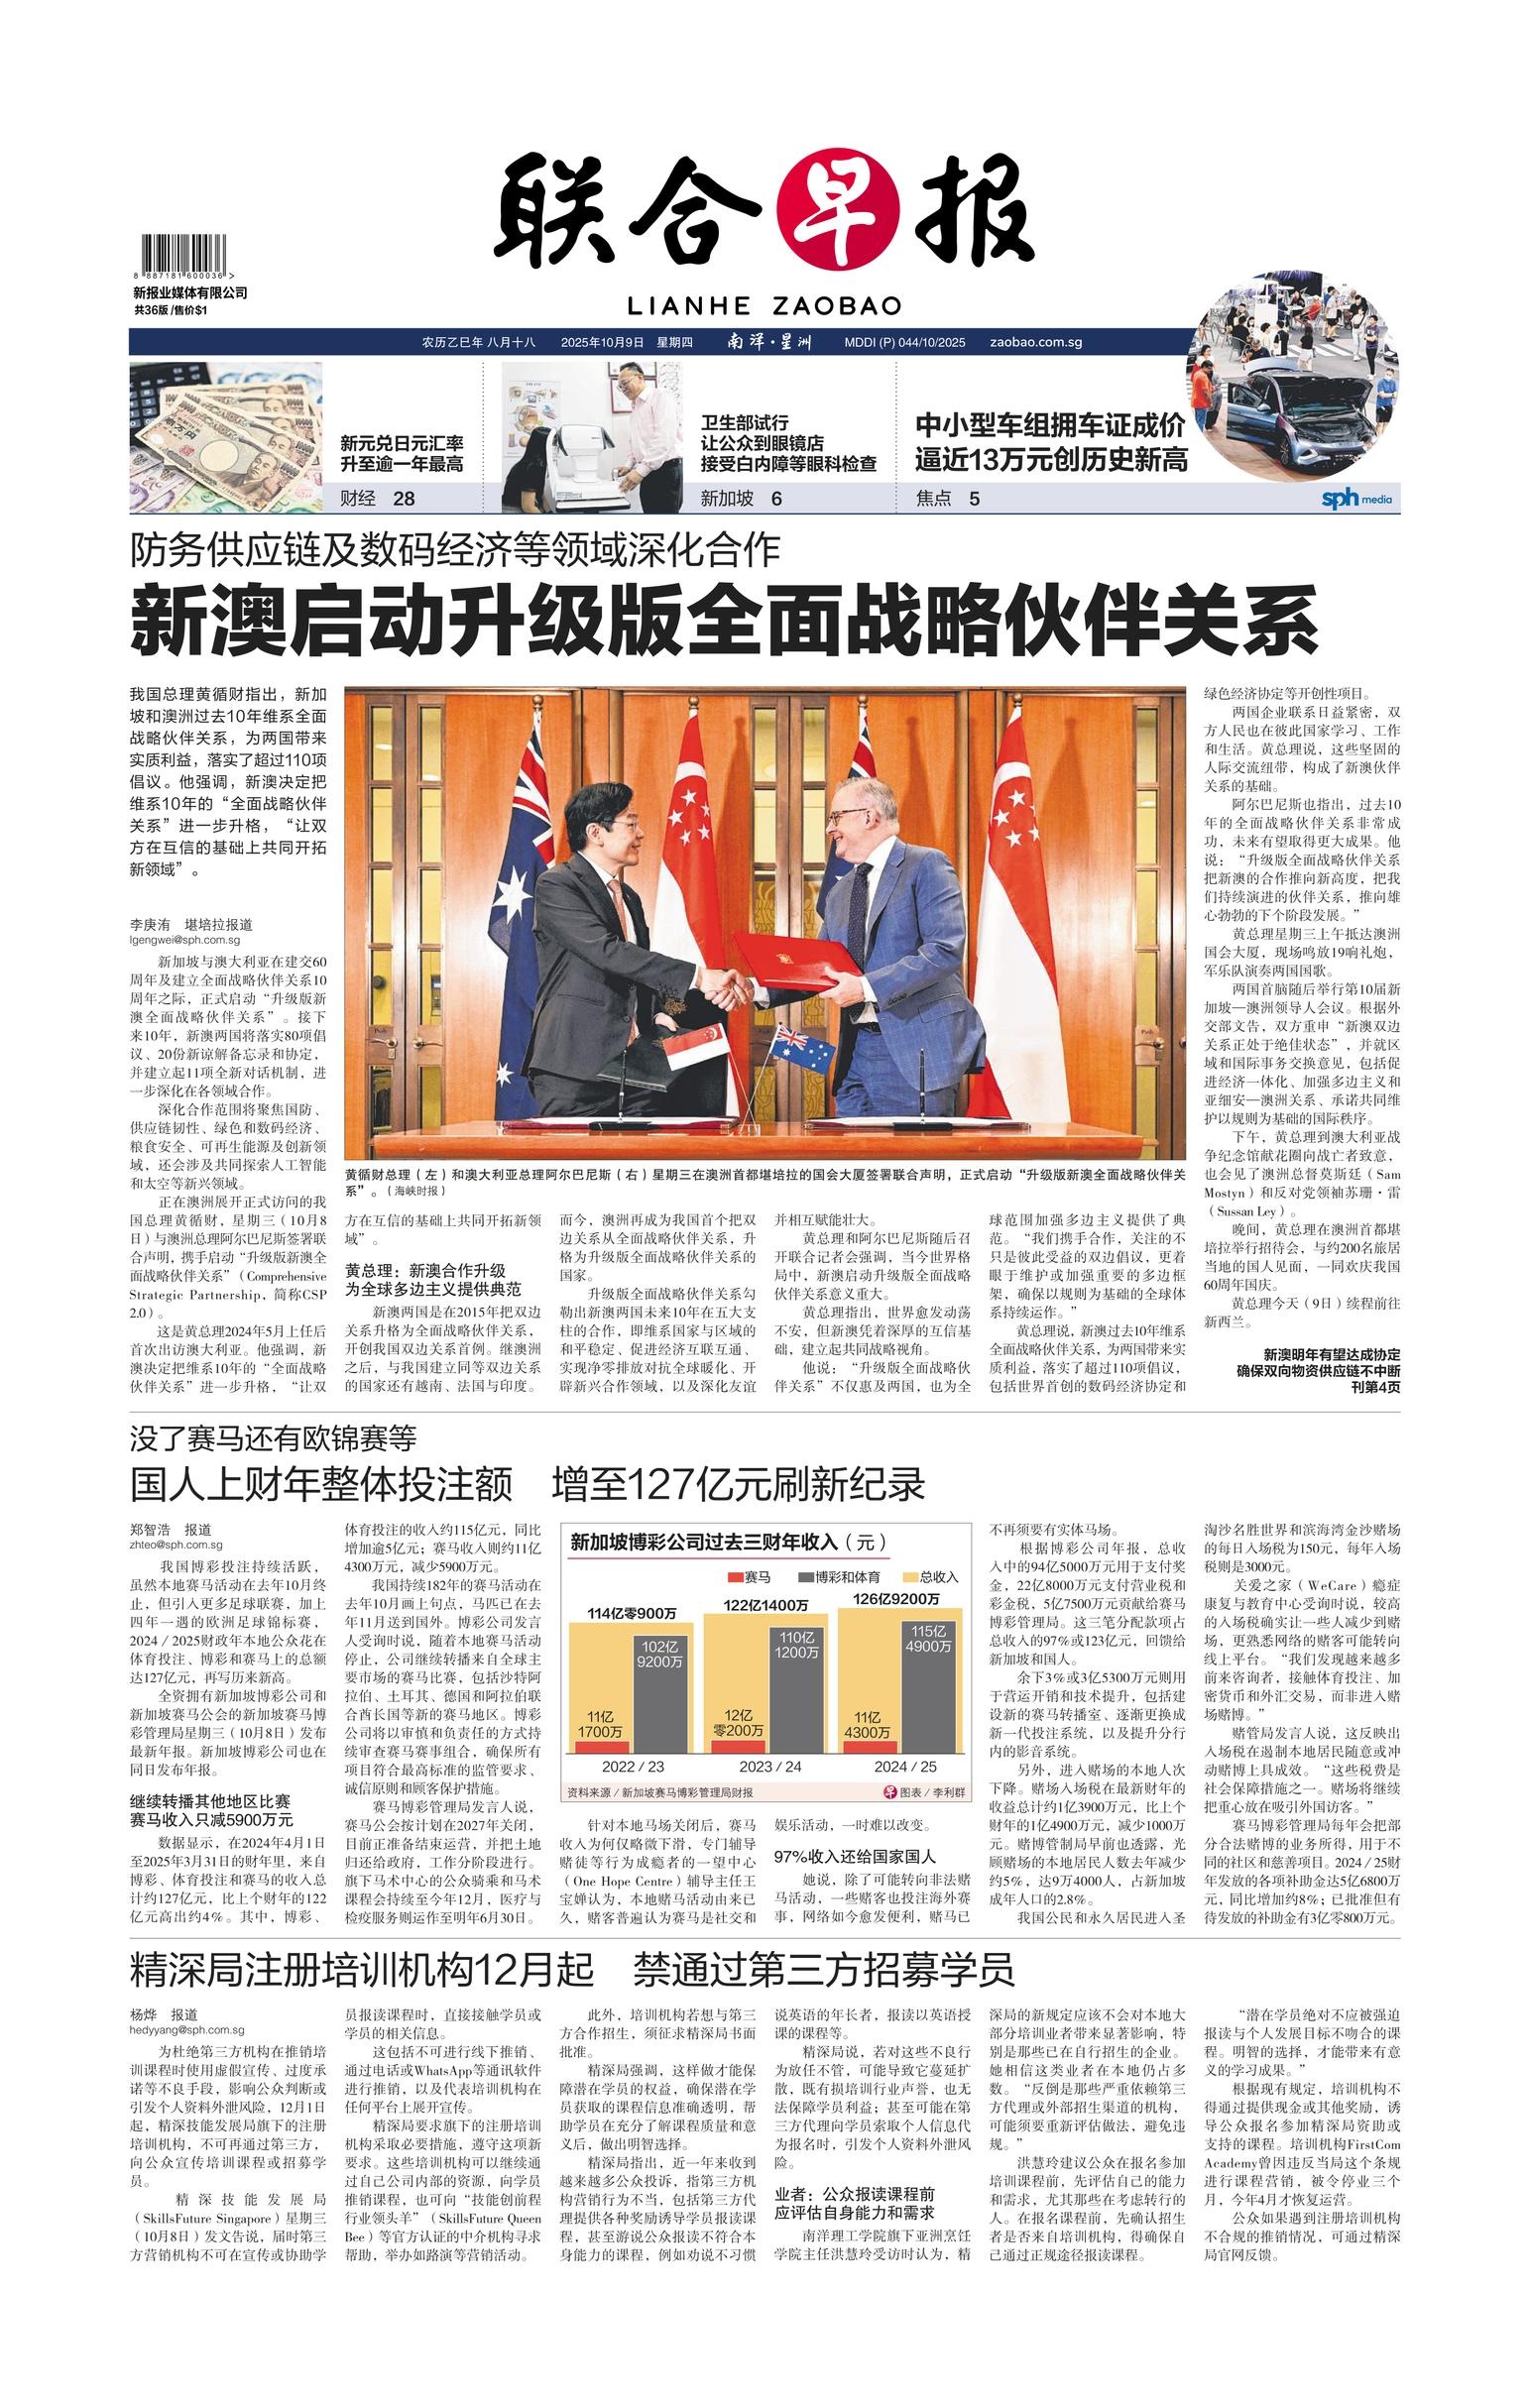 联合早报
LIANHE ZAOBAO
8 887181 600036 >
新报业媒体有限公司
共36版 /售价$1
农历乙巳年 八月十八 2025年10月9日 星期四 南洋·星洲 MDDI (P) 044/10/2025 zaobao.com.sg
新元兑日元汇率
升至逾一年最高
财经 28
卫生部试行
让公众到眼镜店
接受白内障等眼科检查
新加坡 6
中小型车组拥车证成价
逼近13万元创历史新高
焦点 5
sph media
防务供应链及数码经济等领域深化合作
新澳启动升级版全面战略伙伴关系
我国总理黄循财指出，新加
坡和澳洲过去10年维系全面
战略伙伴关系，为两国带来
实质利益，落实了超过110项
倡议。他强调，新澳决定把
维系10年的“全面战略伙伴
关系”进一步升格，“让双
方在互信的基础上共同开拓
新领域”。
李庚洧 堪培拉报道
lgengwei@sph.com.sg
新加坡与澳大利亚在建交60
周年及建立全面战略伙伴关系10
周年之际，正式启动“升级版新
澳全面战略伙伴关系”。接下
来10年，新澳两国将落实80项倡
议、20份新谅解备忘录和协定，
并建立起11项全新对话机制，进
一步深化在各领域合作。
深化合作范围将聚焦国防、
供应链韧性、绿色和数码经济、
粮食安全、可再生能源及创新领
域，还会涉及共同探索人工智能
和太空等新兴领域。
正在澳洲展开正式访问的我
国总理黄循财，星期三（10月8
日）与澳洲总理阿尔巴尼斯签署联
合声明，携手启动“升级版新澳全
面战略伙伴关系”（Comprehensive
Strategic Partnership，简称CSP
2.0）。
这是黄总理2024年5月上任后
首次出访澳大利亚。他强调，新
澳决定把维系10年的“全面战略
伙伴关系”进一步升格，“让双
黄循财总理（左）和澳大利亚总理阿尔巴尼斯（右）星期三在澳洲首都堪培拉的国会大厦签署联合声明，正式启动“升级版新澳全面战略伙伴关
系”。（海峡时报）
方在互信的基础上共同开拓新领
域”。
黄总理：新澳合作升级
为全球多边主义提供典范
新澳两国是在2015年把双边
关系升格为全面战略伙伴关系，
开创我国双边关系首例。继澳洲
之后，与我国建立同等双边关系
的国家还有越南、法国与印度。
而今，澳洲再成为我国首个把双
边关系从全面战略伙伴关系，升
格为升级版全面战略伙伴关系的
国家。
升级版全面战略伙伴关系勾
勒出新澳两国未来10年在五大支
柱的合作，即维系国家与区域的
和平稳定、促进经济互联互通、
实现净零排放对抗全球暖化、开
辟新兴合作领域，以及深化友谊
并相互赋能壮大。
黄总理和阿尔巴尼斯随后召
开联合记者会强调，当今世界格
局中，新澳启动升级版全面战略
伙伴关系意义重大。
黄总理指出，世界愈发动荡
不安，但新澳凭着深厚的互信基
础，建立起共同战略视角。
他说：“升级版全面战略伙
伴关系”不仅惠及两国，也为全
球范围加强多边主义提供了典
范。“我们携手合作，关注的不
只是彼此受益的双边倡议，更着
眼于维护或加强重要的多边框
架，确保以规则为基础的全球体
系持续运作。”
黄总理说，新澳过去10年维系
全面战略伙伴关系，为两国带来实
质利益，落实了超过110项倡议，
包括世界首创的数码经济协定和
绿色经济协定等开创性项目。
两国企业联系日益紧密，双
方人民也在彼此国家学习、工作
和生活。黄总理说，这些坚固的
人际交流纽带，构成了新澳伙伴
关系的基础。
阿尔巴尼斯也指出，过去10
年的全面战略伙伴关系非常成
功，未来有望取得更大成果。他
说：“升级版全面战略伙伴关系
把新澳的合作推向新高度，把我
们持续演进的伙伴关系，推向雄
心勃勃的下个阶段发展。”
黄总理星期三上午抵达澳洲
国会大厦，现场鸣放19响礼炮，
军乐队演奏两国国歌。
两国首脑随后举行第10届新
加坡—澳洲领导人会议。根据外
交部文告，双方重申“新澳双边
关系正处于绝佳状态”，并就区
域和国际事务交换意见，包括促
进经济一体化、加强多边主义和
亚细安—澳洲关系、承诺共同维
护以规则为基础的国际秩序。
下午，黄总理到澳大利亚战
争纪念馆献花圈向战亡者致意，
也会见了澳洲总督莫斯廷（Sam
Mostyn）和反对党领袖苏珊·雷
（Sussan Ley）。
晚间，黄总理在澳洲首都堪
培拉举行招待会，与约200名旅居
当地的国人见面，一同欢庆我国
60周年国庆。
黄总理今天（9日）续程前往
新西兰。
新澳明年有望达成协定
确保双向物资供应链不中断
刊第4页
没了赛马还有欧锦赛等
国人上财年整体投注额 增至127亿元刷新纪录
郑智浩 报道
zhteo@sph.com.sg
我国博彩投注持续活跃，
虽然本地赛马活动在去年10月终
止，但引入更多足球联赛，加上
四年一遇的欧洲足球锦标赛，
2024／2025财政年本地公众花在
体育投注、博彩和赛马上的总额
达127亿元，再写历来新高。
全资拥有新加坡博彩公司和
新加坡赛马公会的新加坡赛马博
彩管理局星期三（10月8日）发布
最新年报。新加坡博彩公司也在
同日发布年报。
继续转播其他地区比赛
赛马收入只减5900万元
数据显示，在2024年4月1日
至2025年3月31日的财年里，来自
博彩、体育投注和赛马的收入总
计约127亿元，比上个财年的122
亿元高出约4%。其中，博彩、
体育投注的收入约115亿元，同比
增加逾5亿元；赛马收入则约11亿
4300万元，减少5900万元。
我国持续182年的赛马活动在
去年10月画上句点，马匹已在去
年11月送到国外。博彩公司发言
人受询时说，随着本地赛马活动
停止，公司继续转播来自全球主
要市场的赛马比赛，包括沙特阿
拉伯、土耳其、德国和阿拉伯联
合酋长国等新的赛马地区。博彩
公司将以审慎和负责任的方式持
续审查赛马赛事组合，确保所有
项目符合最高标准的监管要求、
诚信原则和顾客保护措施。
赛马博彩管理局发言人说，
赛马公会按计划在2027年关闭，
目前正准备结束运营，并把土地
归还给政府，工作分阶段进行。
旗下马术中心的公众骑乘和马术
课程会持续至今年12月，医疗与
检疫服务则运作至明年6月30日。
新加坡博彩公司过去三财年收入（元）
赛马 博彩和体育 总收入
114亿零900万
102亿
9200万
11亿
1700万
2022 / 23
122亿1400万
110亿
1200万
12亿
零200万
2023 / 24
126亿9200万
115亿
4900万
11亿
4300万
2024 / 25
资料来源／新加坡赛马博彩管理局财报
早 图表／李利群
针对本地马场关闭后，赛马
收入为何仅略微下滑，专门辅导
赌徒等行为成瘾者的一望中心
（One Hope Centre）辅导主任王
宝婵认为，本地赛马活动由来已
久，赌客普遍认为赛马是社交和
娱乐活动，一时难以改变。
97%收入还给国家国人
她说，除了可能转向非法赌
马活动，一些赌客也投注海外赛
事，网络如今愈发便利，赌马已
不再须要有实体马场。
根据博彩公司年报，总收
入中的94亿5000万元用于支付奖
金，22亿8000万元支付营业税和
彩金税，5亿7500万元贡献给赛马
博彩管理局。这三笔分配款项占
总收入的97%或123亿元，回馈给
新加坡和国人。
余下3%或3亿5300万元则用
于营运开销和技术提升，包括建
设新的赛马转播室、逐渐更换成
新一代投注系统，以及提升分行
内的影音系统。
另外，进入赌场的本地人次
下降。赌场入场税在最新财年的
收益总计约1亿3900万元，比上个
财年的1亿4900万元，减少1000万
元。赌博管制局早前也透露，光
顾赌场的本地居民人数去年减少
约5%，达9万4000人，占新加坡
成年人口的2.8%。
我国公民和永久居民进入圣
淘沙名胜世界和滨海湾金沙赌场
的每日入场税为150元，每年入场
税则是3000元。
关爱之家（WeCare）瘾症
康复与教育中心受询时说，较高
的入场税确实让一些人减少到赌
场，更熟悉网络的赌客可能转向
线上平台。“我们发现越来越多
前来咨询者，接触体育投注、加
密货币和外汇交易，而非进入赌
场赌博。”
赌管局发言人说，这反映出
入场税在遏制本地居民随意或冲
动赌博上具成效。“这些税费是
社会保障措施之一。赌场将继续
把重心放在吸引外国访客。”
赛马博彩管理局每年会把部
分合法赌博的业务所得，用于不
同的社区和慈善项目。2024／25财
年发放的各项补助金达5亿6800万
元，同比增加约8%；已批准但有
待发放的补助金有3亿零800万元。
精深局注册培训机构12月起 禁通过第三方招募学员
杨烨 报道
hedyyang@sph.com.sg
为杜绝第三方机构在推销培
训课程时使用虚假宣传、过度承
诺等不良手段，影响公众判断或
引发个人资料外泄风险，12月1日
起，精深技能发展局旗下的注册
培训机构，不可再通过第三方，
向公众宣传培训课程或招募学
员。
精深技能发展局
（SkillsFuture Singapore）星期三
（10月8日）发文告说，届时第三
方营销机构不可在宣传或协助学
员报读课程时，直接接触学员或
学员的相关信息。
这包括不可进行线下推销、
通过电话或WhatsApp等通讯软件
进行推销，以及代表培训机构在
任何平台上展开宣传。
精深局要求旗下的注册培训
机构采取必要措施，遵守这项新
要求。这些培训机构可以继续通
过自己公司内部的资源，向学员
推销课程，也可向“技能创前程
行业领头羊”（SkillsFuture Queen
Bee）等官方认证的中介机构寻求
帮助，举办如路演等营销活动。
此外，培训机构若想与第三
方合作招生，须征求精深局书面
批准。
精深局强调，这样做才能保
障潜在学员的权益，确保潜在学
员获取的课程信息准确透明，帮
助学员在充分了解课程质量和意
义后，做出明智选择。
精深局指出，近一年来收到
越来越多公众投诉，指第三方机
构营销行为不当，包括第三方代
理提供各种奖励诱导学员报读课
程，甚至游说公众报读不符合本
身能力的课程，例如劝说不习惯
说英语的年长者，报读以英语授
课的课程等。
精深局说，若对这些不良行
为放任不管，可能导致它蔓延扩
散，既有损培训行业声誉，也无
法保障学员利益；甚至可能在第
三方代理向学员索取个人信息代
为报名时，引发个人资料外泄风
险。
业者：公众报读课程前
应评估自身能力和需求
南洋理工学院旗下亚洲烹饪
学院主任洪慧玲受访时认为，精
深局的新规定应该不会对本地大
部分培训业者带来显著影响，特
别是那些已在自行招生的企业。
她相信这类业者在本地仍占多
数。“反倒是那些严重依赖第三
方代理或外部招生渠道的机构，
可能须要重新评估做法，避免违
规。”
洪慧玲建议公众在报名参加
培训课程前，先评估自己的能力
和需求，尤其那些在考虑转行的
人。在报名课程前，先确认招生
者是否来自培训机构，得确保自
己通过正规途径报读课程。
“潜在学员绝对不应被强迫
报读与个人发展目标不吻合的课
程。明智的选择，才能带来有意
义的学习成果。”
根据现有规定，培训机构不
得通过提供现金或其他奖励，诱
导公众报名参加精深局资助或
支持的课程。培训机构FirstCom
Academy曾因违反当局这个条规
进行课程营销，被令停业三个
月，今年4月才恢复运营。
公众如果遇到注册培训机构
不合规的推销情况，可通过精深
局官网反馈。